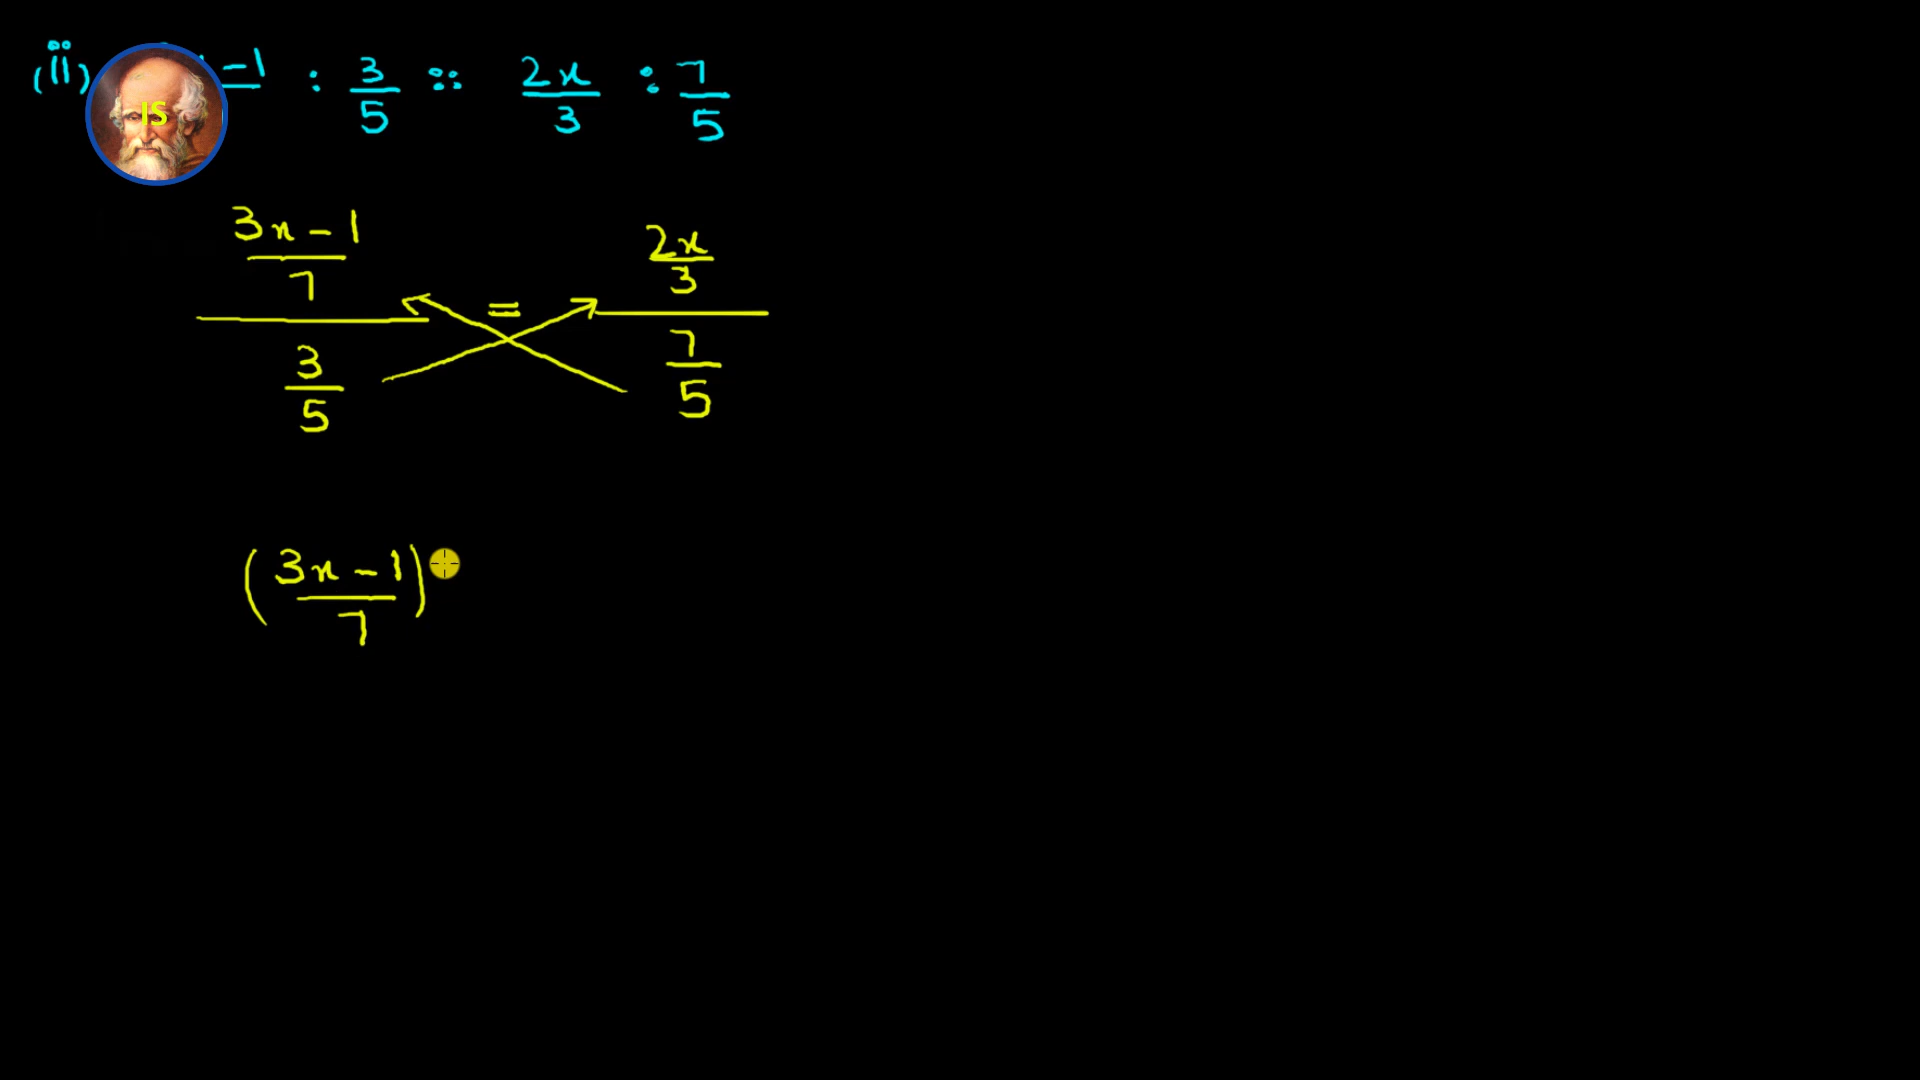 (ii) -1 : 3/5 :: 2x/3 : 7/5
IS
(3x-1)/7 / (3/5) = (2x/3) / (7/5)
((3x-1)/7)